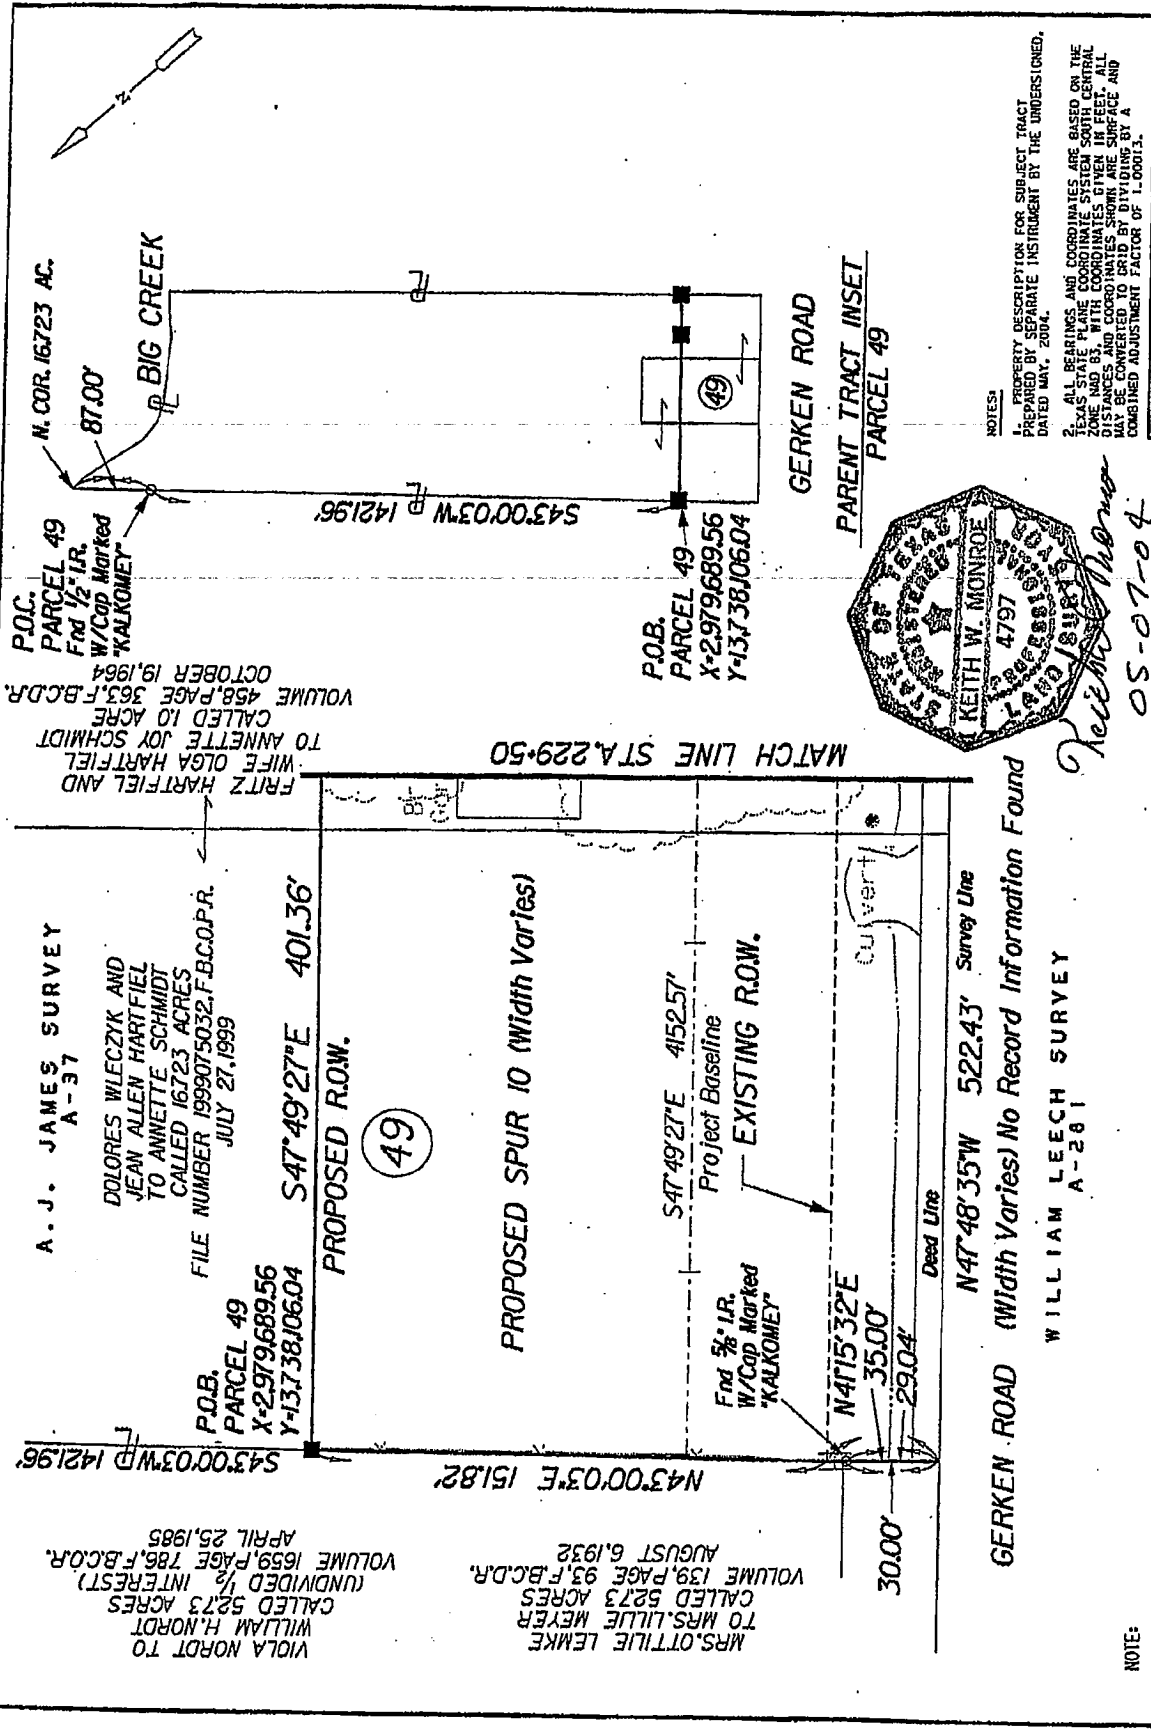 A. J. JAMES SURVEY
A-37
DOLORES WLECZYK AND
JEAN ALLEN HARTFIEL
TO ANNETTE SCHMIDT
CALLED 16.723 ACRES
FILE NUMBER 1999075032,F.B.C.O.P.R.
JULY 27,1999
FRITZ HARTFIEL AND
WIFE OLGA HARTFIEL
TO ANNETTE JOY SCHMIDT
CALLED 1.0 ACRE
VOLUME 458,PAGE 363,F.B.C.D.R.
OCTOBER 19,1964
VIOLA NORDT TO
WILLIAM H.NORDT
CALLED 52.73 ACRES
(UNDIVIDED 1/2 INTEREST)
VOLUME 1659,PAGE 786,F.B.C.O.R.
APRIL 25,1985
MRS.OTTILIE LEMKE
TO MRS.LILLIE MEYER
CALLED 52.73 ACRES
VOLUME 139,PAGE 93,F.B.C.D.R.
AUGUST 6,1932
S43°00'03"W 1421.96'
P.O.B.
PARCEL 49
X=2,979,689.56
Y=13,738,106.04
S47°49'27"E 401.36'
PROPOSED R.O.W.
49
N43°00'03"E 151.82'
PROPOSED SPUR 10 (Width Varies)
S47°49'27"E 4152.57'
Project Baseline
EXISTING R.O.W.
Fnd 5/8" I.R.
W/Cap Marked
"KALKOMEY"
N41°15'32"E
35.00'
29.04'
30.00'
Culvert
MATCH LINE STA.229+50
Deed Line
N47°48'35"W 522.43' Survey Line
GERKEN ROAD (Width Varies) No Record Information Found
WILLIAM LEECH SURVEY
A-281
NOTE:
P.O.C.
PARCEL 49
Fnd 1/2" I.R.
W/Cap Marked
"KALKOMEY"
N. COR. 16.723 AC.
87.00'
BIG CREEK
N
S43°00'03"W 1421.96'
P.O.B.
PARCEL 49
X=2,979,689.56
Y=13,738,106.04
49
GERKEN ROAD
PARENT TRACT INSET
PARCEL 49
STATE OF TEXAS
REGISTERED
KEITH W. MONROE
4797
PROFESSIONAL
LAND SURVEYOR
05-07-04
NOTES:
1. PROPERTY DESCRIPTION FOR SUBJECT TRACT
PREPARED BY SEPARATE INSTRUMENT BY THE UNDERSIGNED,
DATED MAY, 2004.
2. ALL BEARINGS AND COORDINATES ARE BASED ON THE
TEXAS STATE PLANE COORDINATE SYSTEM SOUTH CENTRAL
ZONE NAD 83, WITH COORDINATES GIVEN IN FEET. ALL
DISTANCES AND COORDINATES SHOWN ARE SURFACE AND
MAY BE CONVERTED TO GRID BY DIVIDING BY A
COMBINED ADJUSTMENT FACTOR OF 1.00013.